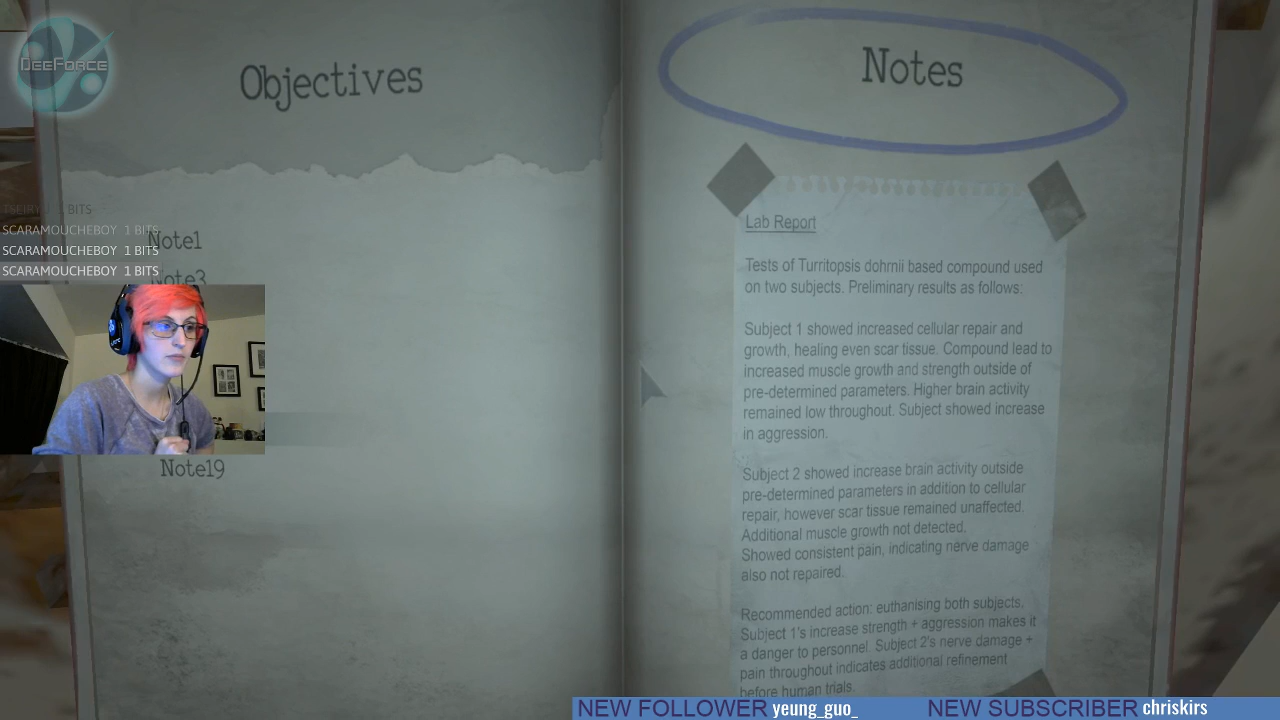 DEEFORCE
Objectives
Notes
1 BITS
SCARAMOUCHEBOY 1 BITS
SCARAMOUCHEBOY 1 BITS
SCARAMOUCHEBOY 1 BITS
Note1
Note3
Note19
Lab Report
Tests of Turritopsis dohrnii based compound used
on two subjects. Preliminary results as follows:
Subject 1 showed increased cellular repair and
growth, healing even scar tissue. Compound lead to
increased muscle growth and strength outside of
pre-determined parameters. Higher brain activity
remained low throughout. Subject showed increase
in aggression.
Subject 2 showed increase brain activity outside
pre-determined parameters in addition to cellular
repair, however scar tissue remained unaffected.
Additional muscle growth not detected.
Showed consistent pain, indicating nerve damage
also not repaired.
Recommended action: euthanising both subjects.
Subject 1's increase strength + aggression makes it
a danger to personnel. Subject 2's nerve damage +
pain throughout indicates additional refinement
before human trials.
NEW FOLLOWER yeung_guo_
NEW SUBSCRIBER chriskirs